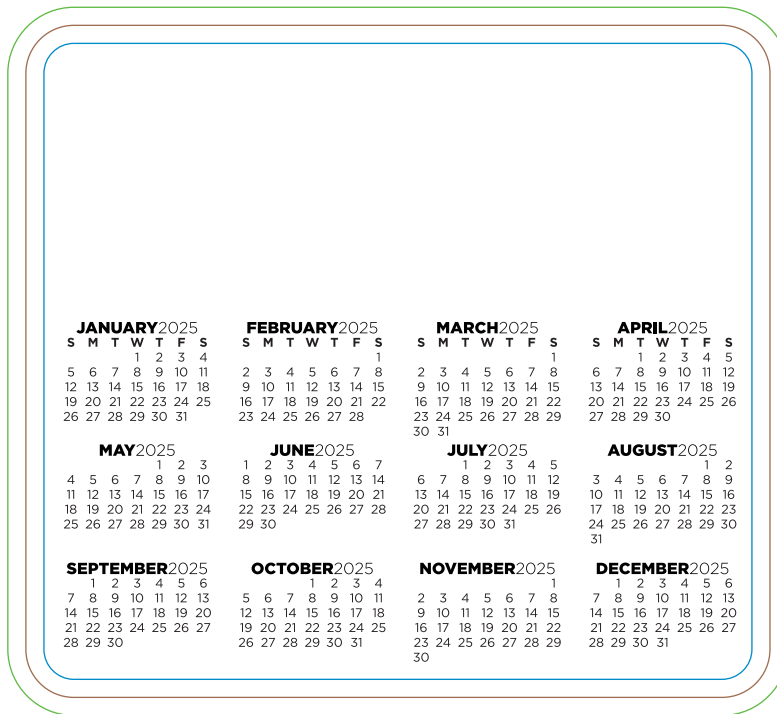 JANUARY2025
S M T W T F S
1 2 3 4
5 6 7 8 9 10 11
12 13 14 15 16 17 18
19 20 21 22 23 24 25
26 27 28 29 30 31
FEBRUARY2025
S M T W T F S
1
2 3 4 5 6 7 8
9 10 11 12 13 14 15
16 17 18 19 20 21 22
23 24 25 26 27 28
MARCH2025
S M T W T F S
1
2 3 4 5 6 7 8
9 10 11 12 13 14 15
16 17 18 19 20 21 22
23 24 25 26 27 28 29
30 31
APRIL2025
S M T W T F S
1 2 3 4 5
6 7 8 9 10 11 12
13 14 15 16 17 18 19
20 21 22 23 24 25 26
27 28 29 30
MAY2025
1 2 3
4 5 6 7 8 9 10
11 12 13 14 15 16 17
18 19 20 21 22 23 24
25 26 27 28 29 30 31
JUNE2025
1 2 3 4 5 6 7
8 9 10 11 12 13 14
15 16 17 18 19 20 21
22 23 24 25 26 27 28
29 30
JULY2025
1 2 3 4 5
6 7 8 9 10 11 12
13 14 15 16 17 18 19
20 21 22 23 24 25 26
27 28 29 30 31
AUGUST2025
1 2
3 4 5 6 7 8 9
10 11 12 13 14 15 16
17 18 19 20 21 22 23
24 25 26 27 28 29 30
31
SEPTEMBER2025
1 2 3 4 5 6
7 8 9 10 11 12 13
14 15 16 17 18 19 20
21 22 23 24 25 26 27
28 29 30
OCTOBER2025
1 2 3 4
5 6 7 8 9 10 11
12 13 14 15 16 17 18
19 20 21 22 23 24 25
26 27 28 29 30 31
NOVEMBER2025
1
2 3 4 5 6 7 8
9 10 11 12 13 14 15
16 17 18 19 20 21 22
23 24 25 26 27 28 29
30
DECEMBER2025
1 2 3 4 5 6
7 8 9 10 11 12 13
14 15 16 17 18 19 20
21 22 23 24 25 26 27
28 29 30 31